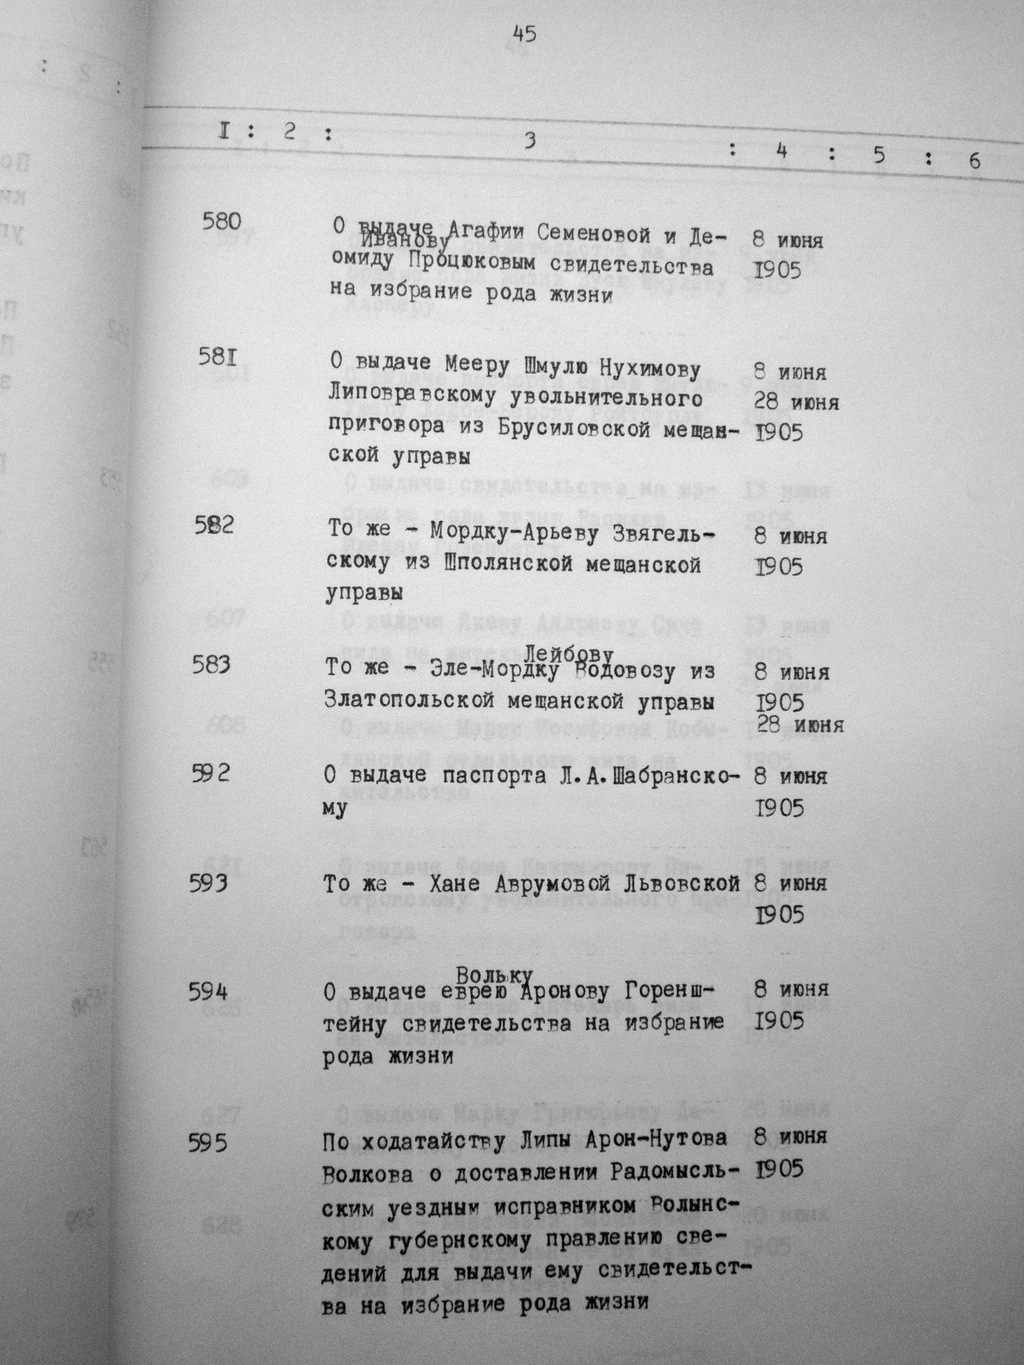 45
I : 2 : 3 : 4 : 5 : 6
580 О выдаче Агафии Семеновой и Де- 8 июня
Иванову
омиду Процюковым свидетельства 1905
на избрание рода жизни
581 О выдаче Мееру Шмулю Нухимову 8 июня
Липовравскому увольнительного 28 июня
приговора из Брусиловской мещан- 1905
ской управы
582 То же - Мордку-Арьеву Звягель- 8 июня
скому из Шполянской мещанской 1905
управы
Лейбову
583 То же - Эле-Мордку Водовозу из 8 июня
Златопольской мещанской управы 1905
28 июня
592 О выдаче паспорта Л.А.Шабранско- 8 июня
му 1905
593 То же - Хане Аврумовой Львовской 8 июня
1905
Вольку
594 О выдаче еврею Аронову Горенш- 8 июня
тейну свидетельства на избрание 1905
рода жизни
595 По ходатайству Липы Арон-Нутова 8 июня
Волкова о доставлении Радомысль- 1905
ским уездным исправником Волынс-
кому губернскому правлению све-
дений для выдачи ему свидетельст-
ва на избрание рода жизни